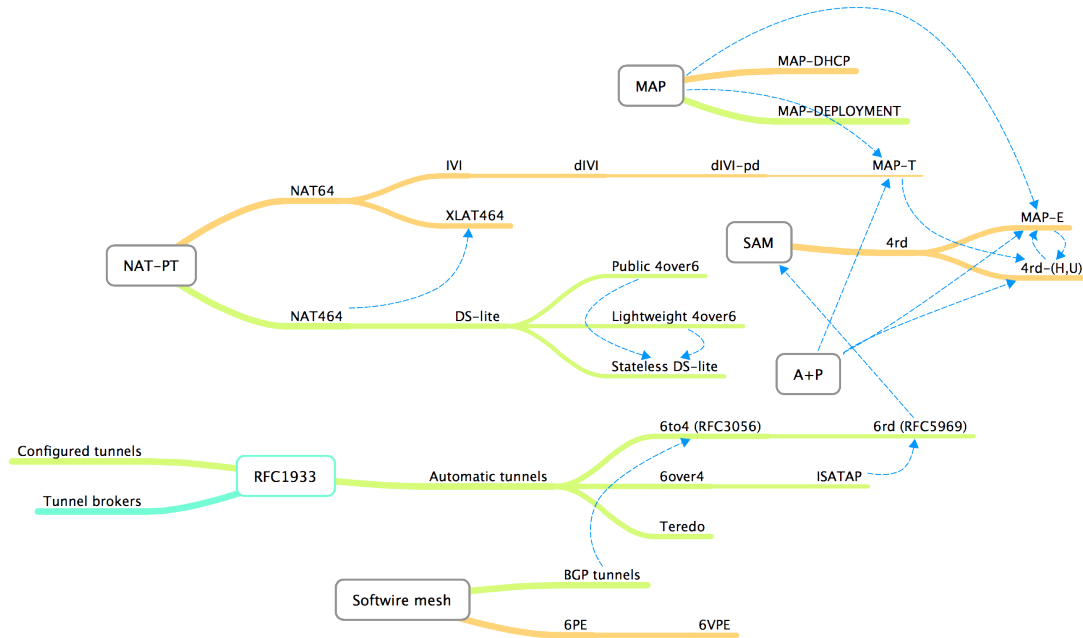 MAP-DHCP
MAP
MAP-DEPLOYMENT
IVI
dIVI
dIVI-pd
MAP-T
NAT64
XLAT464
MAP-E
SAM
4rd
NAT-PT
Public 4over6
4rd-(H,U)
NAT464
DS-lite
Lightweight 4over6
Stateless DS-lite
A+P
6to4 (RFC3056)
6rd (RFC5969)
Configured tunnels
RFC1933
Automatic tunnels
6over4
ISATAP
Tunnel brokers
Teredo
BGP tunnels
Softwire mesh
6PE
6VPE